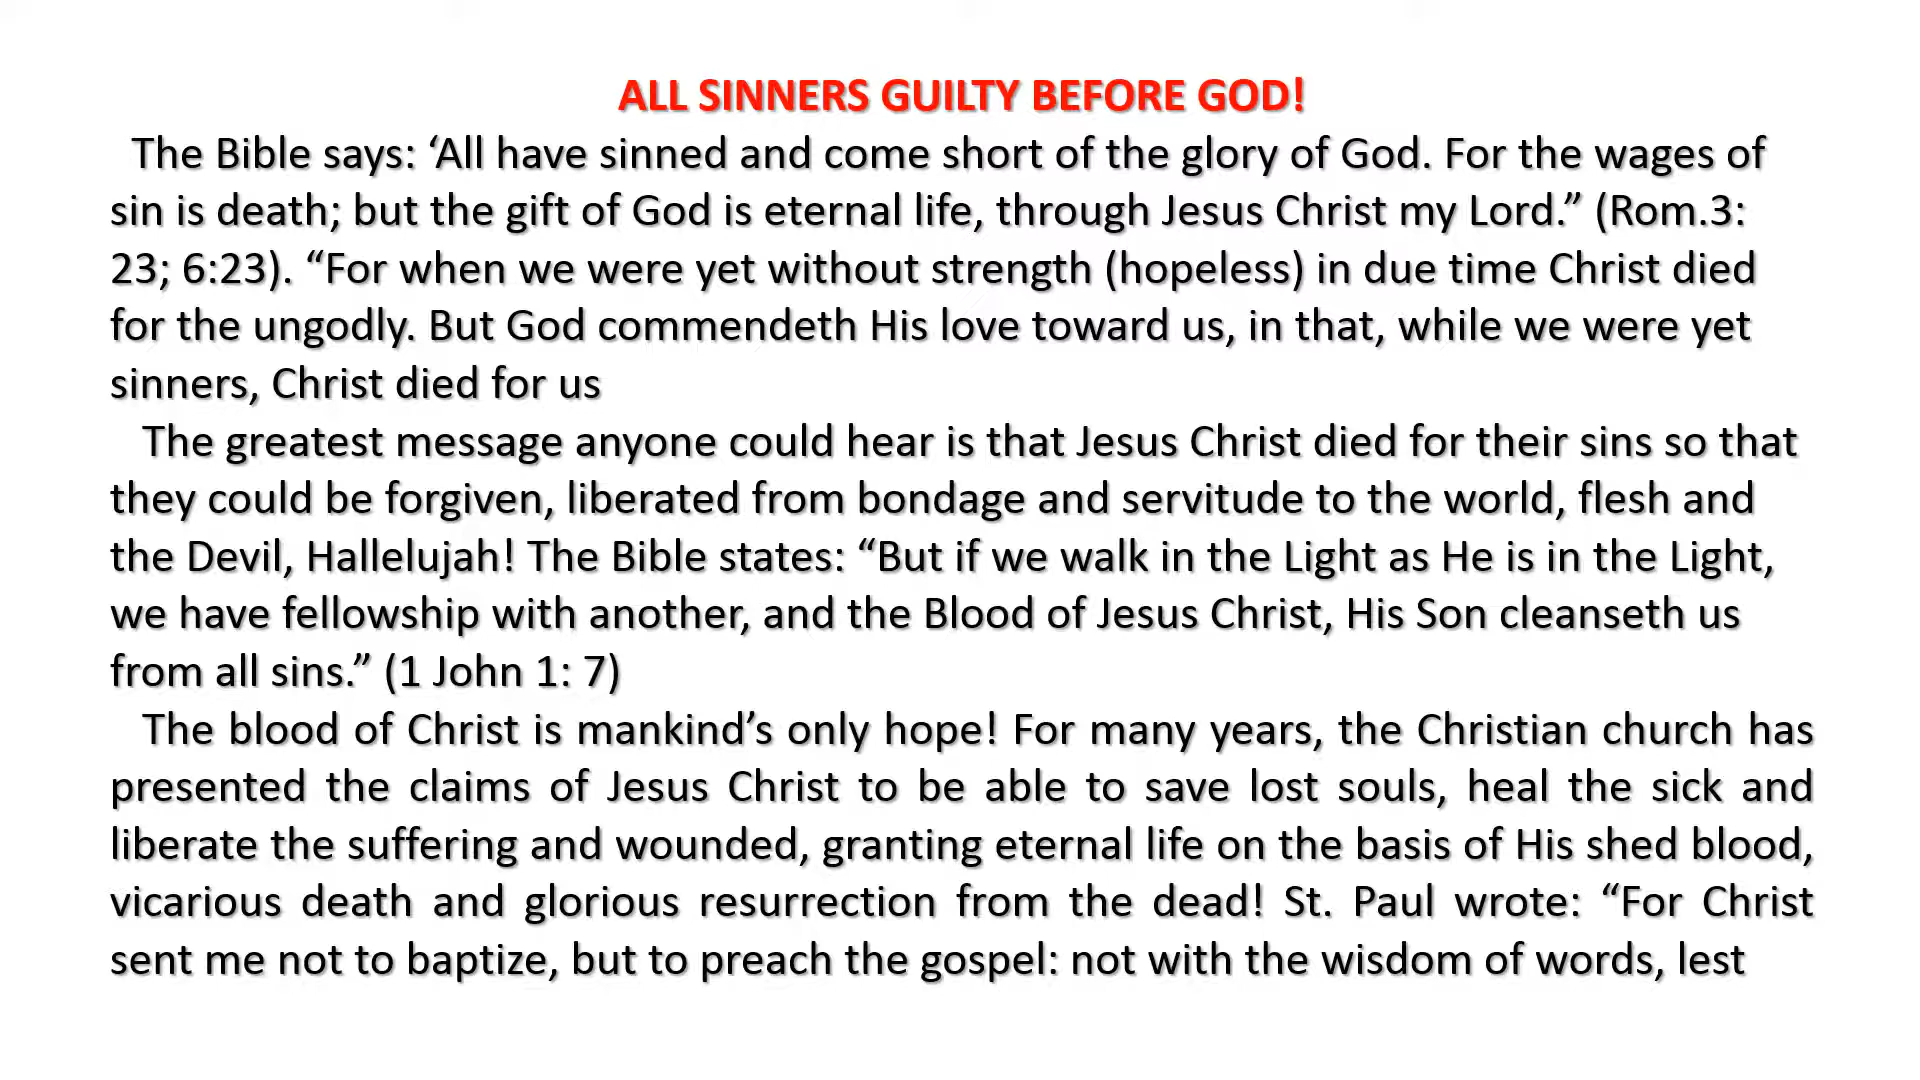 ALL SINNERS GUILTY BEFORE GOD!
The Bible says: ‘All have sinned and come short of the glory of God. For the wages of
sin is death; but the gift of God is eternal life, through Jesus Christ my Lord.” (Rom.3:
23; 6:23). “For when we were yet without strength (hopeless) in due time Christ died
for the ungodly. But God commendeth His love toward us, in that, while we were yet
sinners, Christ died for us
The greatest message anyone could hear is that Jesus Christ died for their sins so that
they could be forgiven, liberated from bondage and servitude to the world, flesh and
the Devil, Hallelujah! The Bible states: “But if we walk in the Light as He is in the Light,
we have fellowship with another, and the Blood of Jesus Christ, His Son cleanseth us
from all sins.” (1 John 1: 7)
The blood of Christ is mankind’s only hope! For many years, the Christian church has
presented the claims of Jesus Christ to be able to save lost souls, heal the sick and
liberate the suffering and wounded, granting eternal life on the basis of His shed blood,
vicarious death and glorious resurrection from the dead! St. Paul wrote: “For Christ
sent me not to baptize, but to preach the gospel: not with the wisdom of words, lest